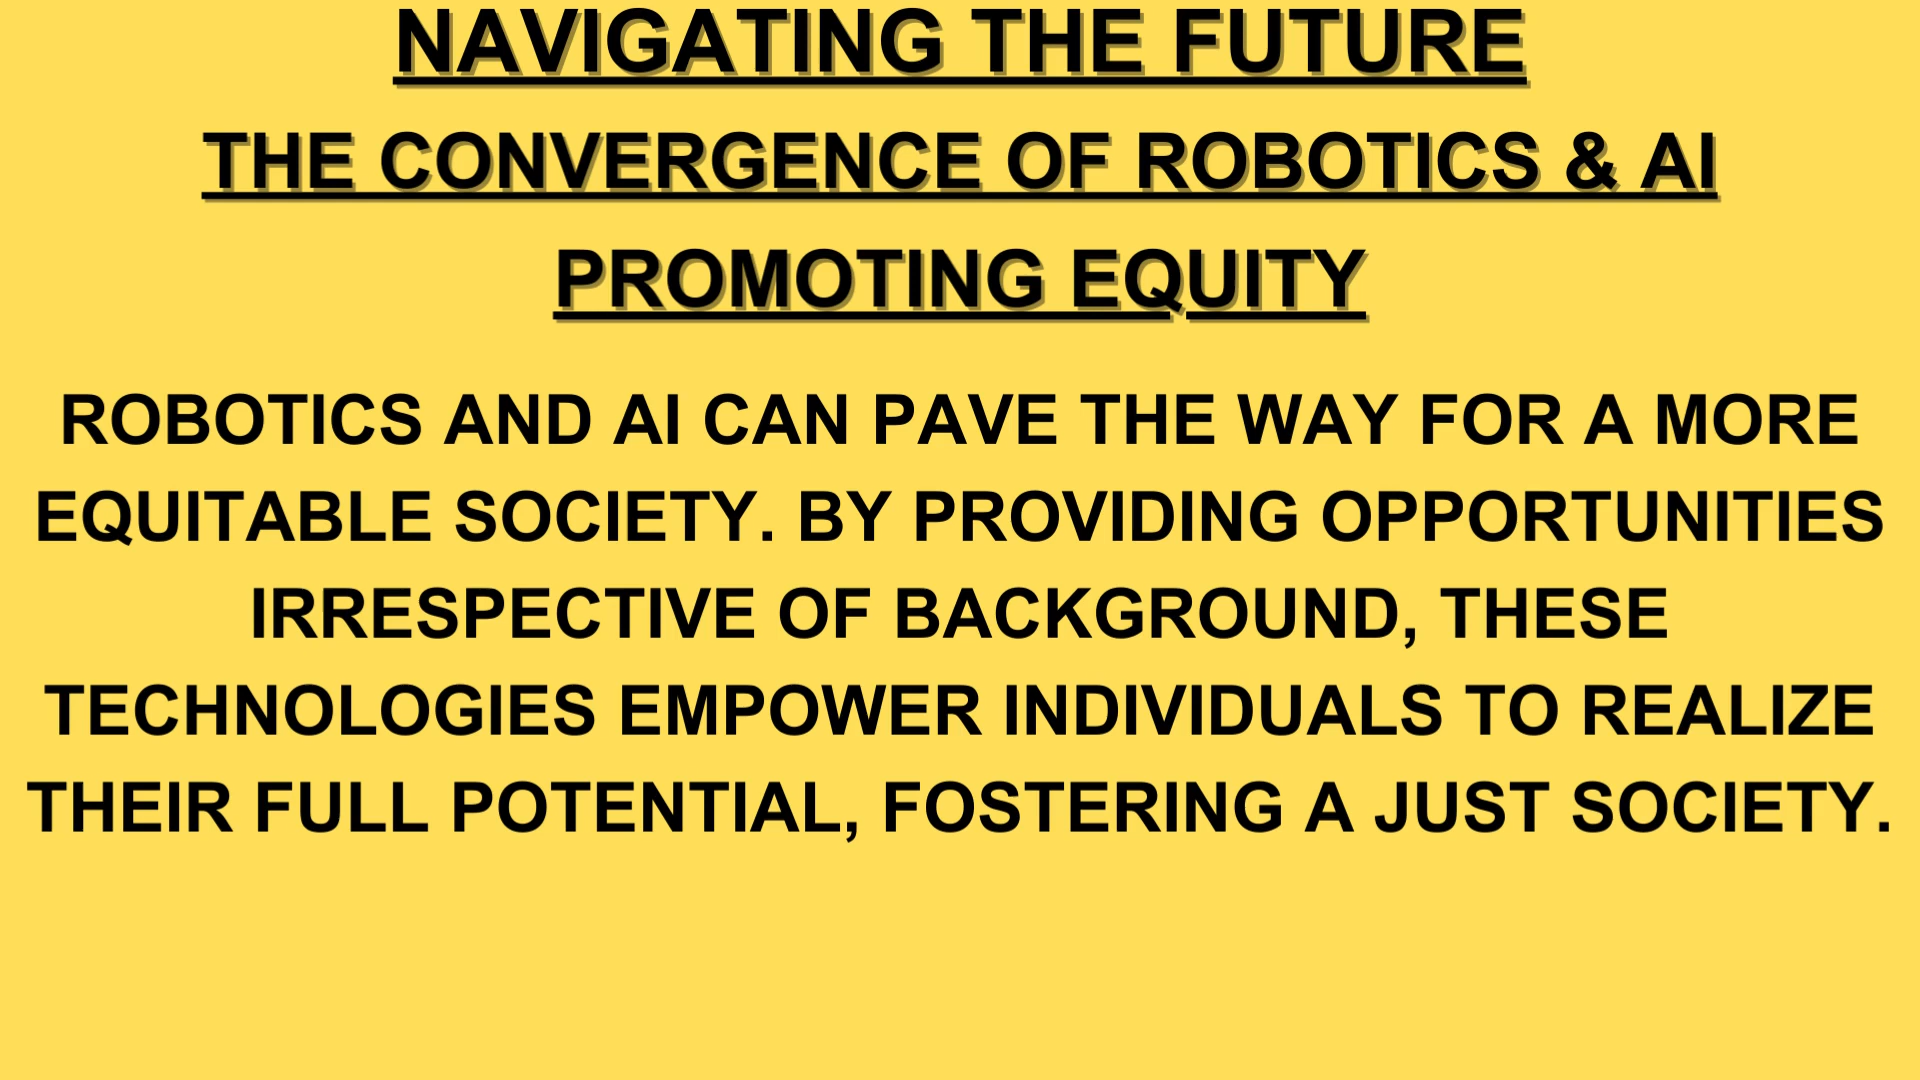 NAVIGATING THE FUTURE
THE CONVERGENCE OF ROBOTICS & AI
PROMOTING EQUITY
ROBOTICS AND AI CAN PAVE THE WAY FOR A MORE
EQUITABLE SOCIETY. BY PROVIDING OPPORTUNITIES
IRRESPECTIVE OF BACKGROUND, THESE
TECHNOLOGIES EMPOWER INDIVIDUALS TO REALIZE
THEIR FULL POTENTIAL, FOSTERING A JUST SOCIETY.